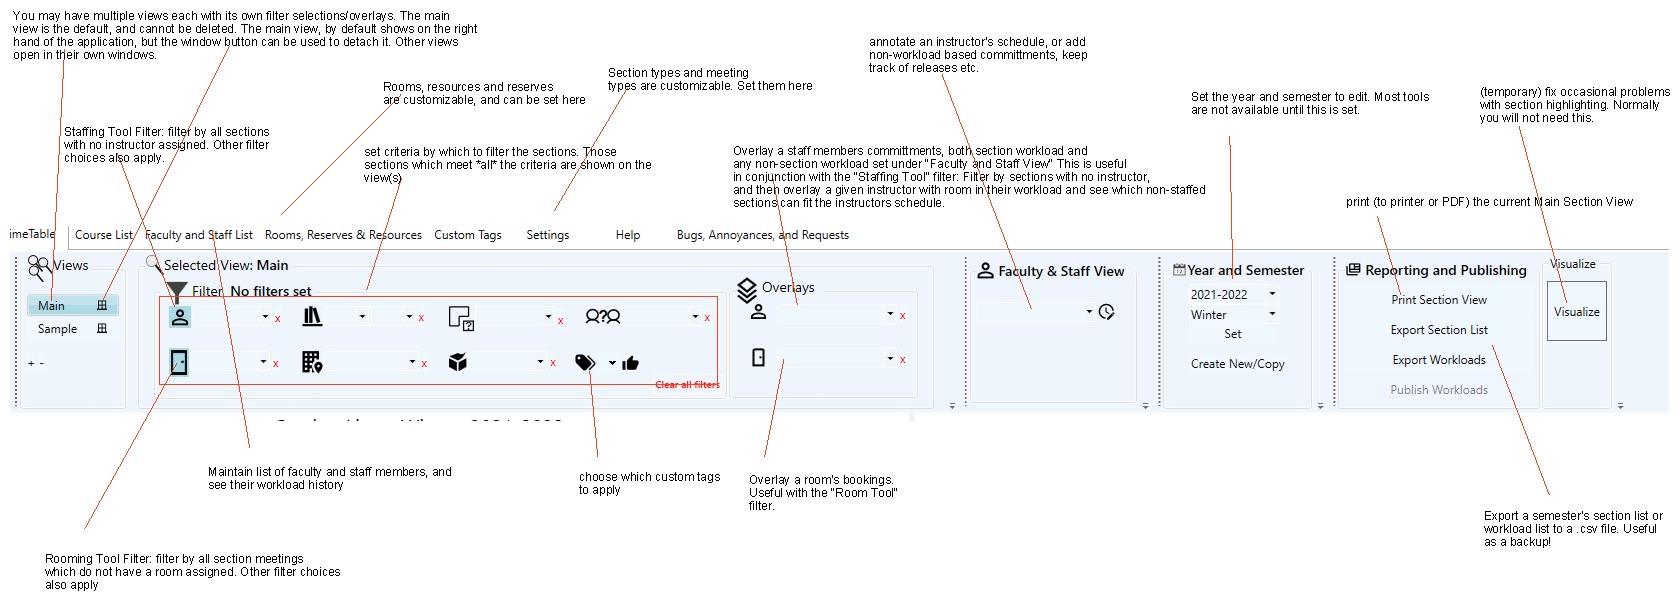 You may have multiple views each with its own filter selections/overlays. The main
view is the default, and cannot be deleted. The main view, by default shows on the right
hand of the application, but the window button can be used to detach it. Other views
open in their own windows.
annotate an instructor's schedule, or add
non-workload based committments, keep
track of releases etc.
Section types and meeting
types are customizable. Set them here
Rooms, resources and reserves
are customizable, and can be set here
Set the year and semester to edit. Most tools
are not available until this is set.
(temporary) fix occasional problems
with section highlighting. Normally
you will not need this.
Staffing Tool Filter: filter by all sections
with no instructor assigned. Other filter
choices also apply.
set criteria by which to filter the sections. Those
sections which meet *all* the criteria are shown on the
view(s)
Overlay a staff members committments, both section workload and
any non-section workload set under "Faculty and Staff View" This is useful
in conjunction with the "Staffing Tool" filter: Filter by sections with no instructor,
and then overlay a given instructor with room in their workload and see which non-staffed
sections can fit the instructors schedule.
print (to printer or PDF) the current Main Section View
imeTable
Course List
Faculty and Staff List
Rooms, Reserves & Resources
Custom Tags
Settings
Help
Bugs, Annoyances, and Requests
Views
Main
Sample
+ -
Selected View: Main
Filter No filters set
x
x
x
x
x
x
x
Clear all filters
Overlays
x
x
Faculty & Staff View
Year and Semester
2021-2022
Winter
Set
Create New/Copy
Reporting and Publishing
Print Section View
Export Section List
Export Workloads
Publish Workloads
Visualize
Visualize
Maintain list of faculty and staff members, and
see their workload history
choose which custom tags
to apply
Overlay a room's bookings.
Useful with the "Room Tool"
filter.
Export a semester's section list or
workload list to a .csv file. Useful
as a backup!
Rooming Tool Filter: filter by all section meetings
which do not have a room assigned. Other filter choices
also apply